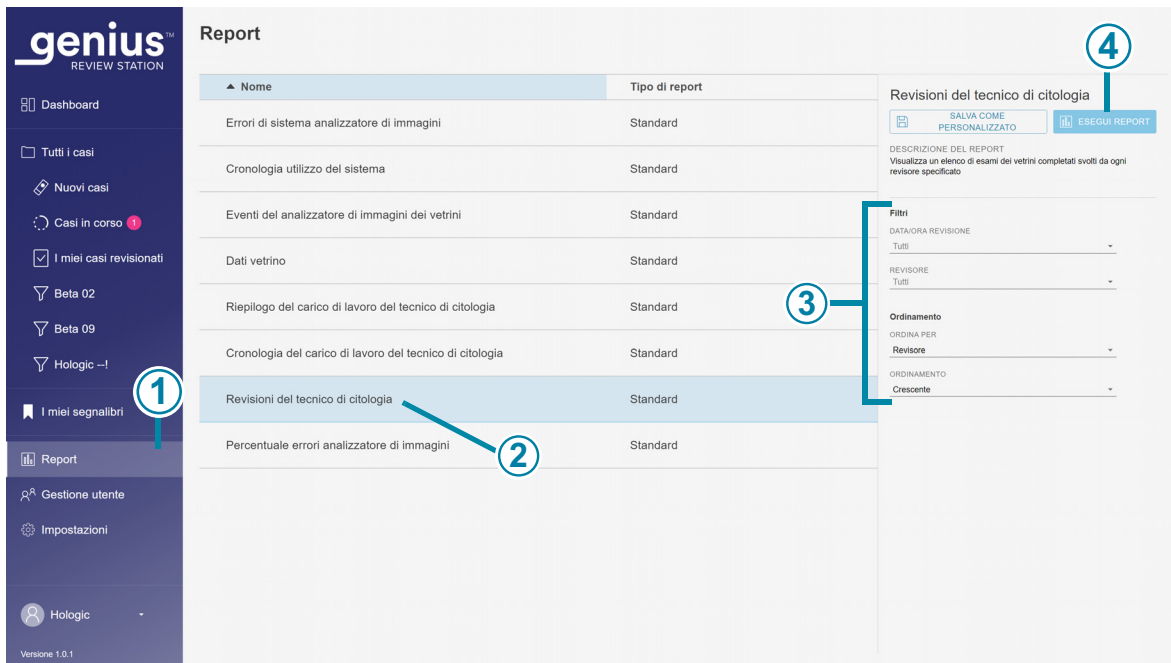 genius™
REVIEW STATION
Dashboard
Tutti i casi
Nuovi casi
Casi in corso 1
I miei casi revisionati
Beta 02
Beta 09
Hologic --!
I miei segnalibri
Report
Gestione utente
Impostazioni
Hologic
Versione 1.0.1
1
Report
Nome Tipo di report
Errori di sistema analizzatore di immagini Standard
Cronologia utilizzo del sistema Standard
Eventi del analizzatore di immagini dei vetrini Standard
Dati vetrino Standard
Riepilogo del carico di lavoro del tecnico di citologia Standard
Cronologia del carico di lavoro del tecnico di citologia Standard
Revisioni del tecnico di citologia Standard
Percentuale errori analizzatore di immagini Standard
2
4
Revisioni del tecnico di citologia
SALVA COME
PERSONALIZZATO
ESEGUI REPORT
DESCRIZIONE DEL REPORT
Visualizza un elenco di esami dei vetrini completati svolti da ogni
revisore specificato
3
Filtri
DATA/ORA REVISIONE
Tutti
REVISORE
Tutti
Ordinamento
ORDINA PER
Revisore
ORDINAMENTO
Crescente